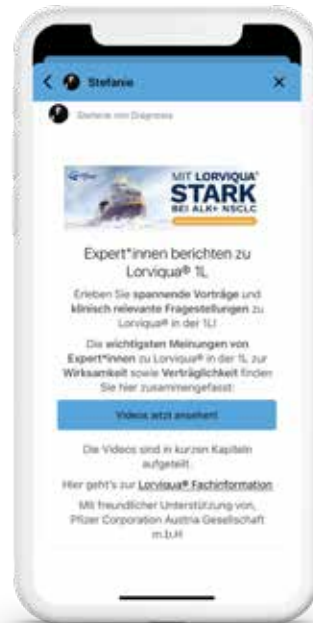 Stefanie
Stefanie von Diagnosia
MIT LORVIQUA®
STARK
BEI ALK+ NSCLC
Expert*innen berichten zu
Lorviqua® 1L
Erleben Sie spannende Vorträge und
klinisch relevante Fragestellungen zu
Lorviqua® in der 1L!
Die wichtigsten Meinungen von
Expert*innen zu Lorviqua® in der 1L zur
Wirksamkeit sowie Verträglichkeit finden
Sie hier zusammengefasst:
Videos jetzt ansehen!
Die Videos sind in kurzen Kapiteln
aufgeteilt.
Hier geht's zur Lorviqua® Fachinformation
Mit freundlicher Unterstützung von,
Pfizer Corporation Austria Gesellschaft
m.b.H